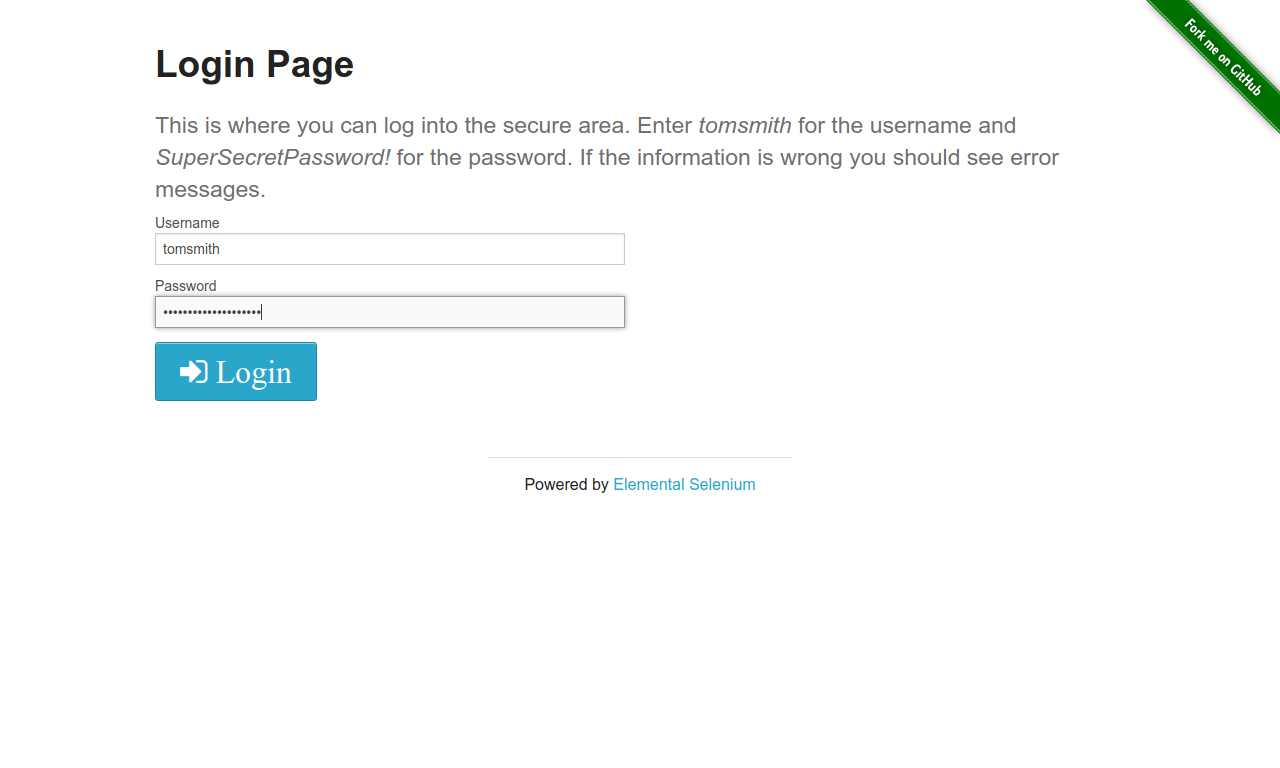 Fork me on GitHub
Login Page
This is where you can log into the secure area. Enter tomsmith for the username and
SuperSecretPassword! for the password. If the information is wrong you should see error
messages.
Username
tomsmith
Password
••••••••••••••••••••
Login
Powered by Elemental Selenium